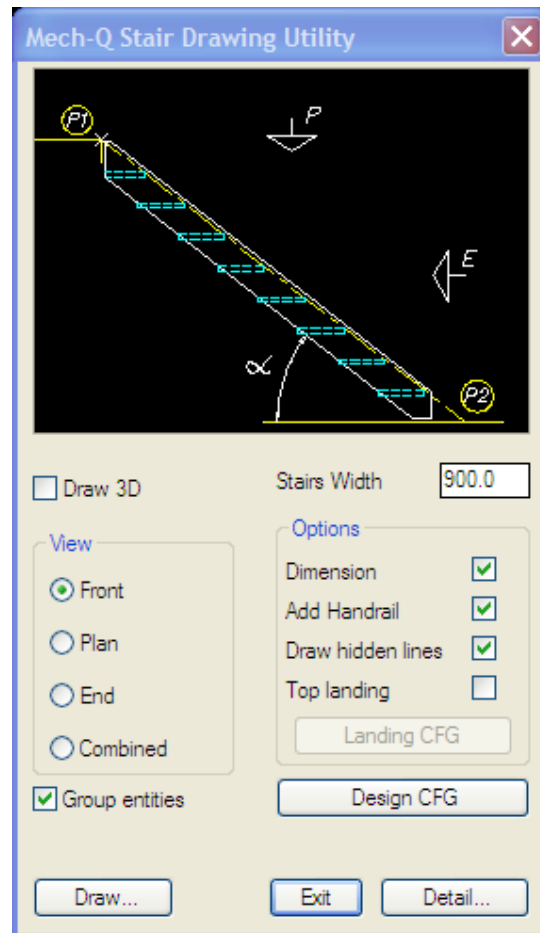 Mech-Q Stair Drawing Utility
P1
P
E
α
P2
Draw 3D
Stairs Width 900.0
View
Front
Plan
End
Combined
Group entities
Options
Dimension
Add Handrail
Draw hidden lines
Top landing
Landing CFG
Design CFG
Draw... Exit Detail...